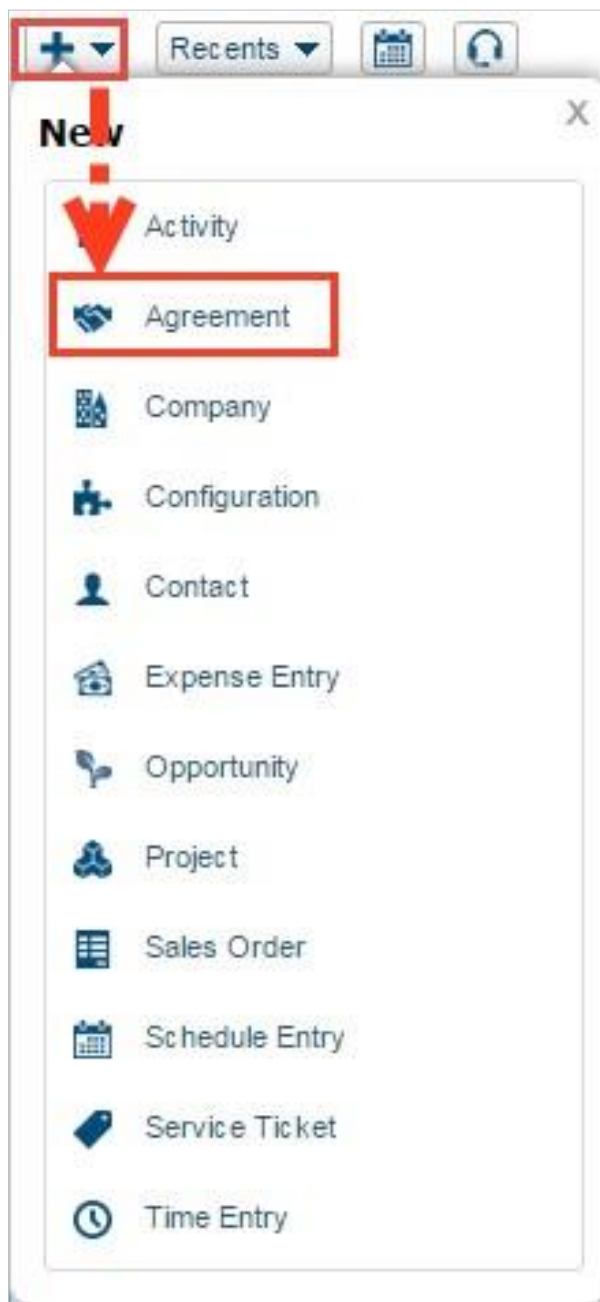 Recents
New
X
Activity
Agreement
Company
Configuration
Contact
Expense Entry
Opportunity
Project
Sales Order
Schedule Entry
Service Ticket
Time Entry